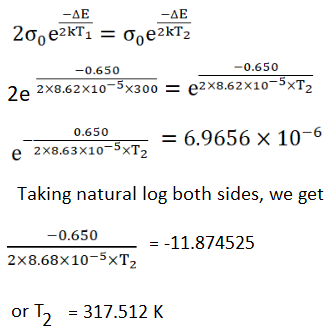 2σ₀e^(-ΔE/2kT₁) = σ₀e^(-ΔE/2kT₂)
2e^(-0.650/2×8.62×10⁻⁵×300) = e^(-0.650/2×8.62×10⁻⁵×T₂)
e^(-0.650/2×8.63×10⁻⁵×T₂) = 6.9656 × 10⁻⁶
Taking natural log both sides, we get
-0.650/2×8.68×10⁻⁵×T₂ = -11.874525
or T₂ = 317.512 K